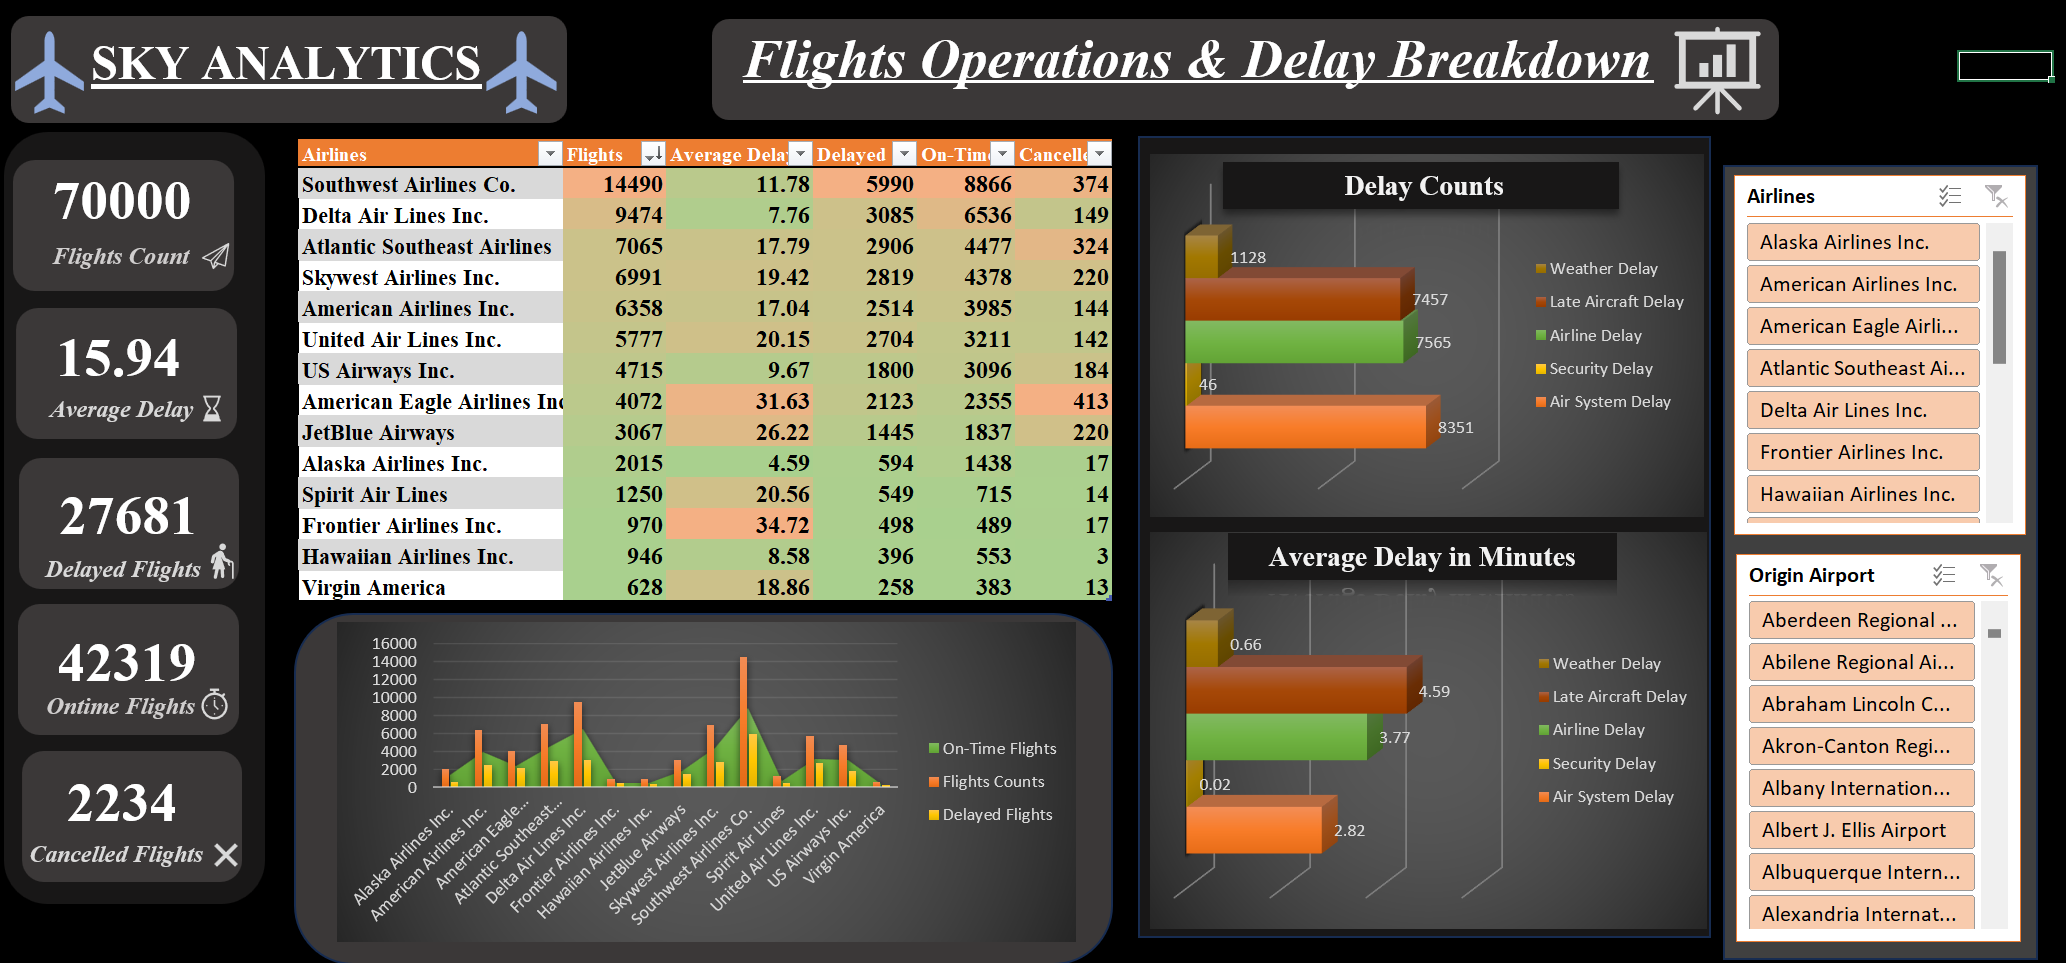 SKY ANALYTICS
Flights Operations & Delay Breakdown
70000
Flights Count
15.94
Average Delay
27681
Delayed Flights
42319
Ontime Flights
2234
Cancelled Flights
Airlines Flights Average Dela Delayed On-Tim Cancelle
Southwest Airlines Co. 14490 11.78 5990 8866 374
Delta Air Lines Inc. 9474 7.76 3085 6536 149
Atlantic Southeast Airlines 7065 17.79 2906 4477 324
Skywest Airlines Inc. 6991 19.42 2819 4378 220
American Airlines Inc. 6358 17.04 2514 3985 144
United Air Lines Inc. 5777 20.15 2704 3211 142
US Airways Inc. 4715 9.67 1800 3096 184
American Eagle Airlines Inc 4072 31.63 2123 2355 413
JetBlue Airways 3067 26.22 1445 1837 220
Alaska Airlines Inc. 2015 4.59 594 1438 17
Spirit Air Lines 1250 20.56 549 715 14
Frontier Airlines Inc. 970 34.72 498 489 17
Hawaiian Airlines Inc. 946 8.58 396 553 3
Virgin America 628 18.86 258 383 13
16000
14000
12000
10000
8000
6000
4000
2000
0
Alaska Airlines Inc.
American Airlines Inc.
American Eagle...
Atlantic Southeast...
Delta Air Lines Inc.
Frontier Airlines Inc.
Hawaiian Airlines Inc.
JetBlue Airways
Skywest Airlines Inc.
Southwest Airlines Co.
Spirit Air Lines
United Air Lines Inc.
US Airways Inc.
Virgin America
On-Time Flights
Flights Counts
Delayed Flights
Delay Counts
1128
7457
7565
46
8351
Weather Delay
Late Aircraft Delay
Airline Delay
Security Delay
Air System Delay
Average Delay in Minutes
0.66
4.59
3.77
0.02
2.82
Weather Delay
Late Aircraft Delay
Airline Delay
Security Delay
Air System Delay
Airlines
Alaska Airlines Inc.
American Airlines Inc.
American Eagle Airli...
Atlantic Southeast Ai...
Delta Air Lines Inc.
Frontier Airlines Inc.
Hawaiian Airlines Inc.
Origin Airport
Aberdeen Regional ...
Abilene Regional Ai...
Abraham Lincoln C...
Akron-Canton Regi...
Albany Internation...
Albert J. Ellis Airport
Albuquerque Intern...
Alexandria Internat...